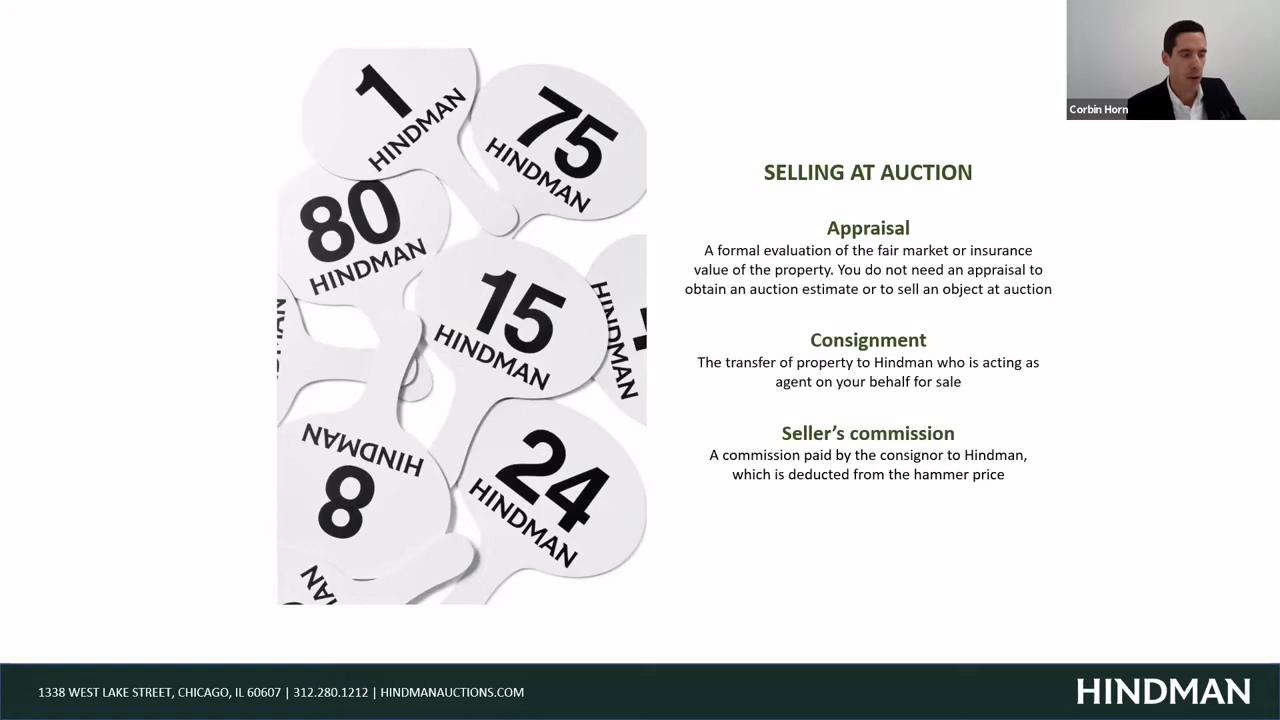 1
HINDMAN
75
HINDMAN
80
HINDMAN
15
HINDMAN
HINDMAN
HINDMAN
8
24
HINDMAN
Corbin Horn
SELLING AT AUCTION
Appraisal
A formal evaluation of the fair market or insurance
value of the property. You do not need an appraisal to
obtain an auction estimate or to sell an object at auction
Consignment
The transfer of property to Hindman who is acting as
agent on your behalf for sale
Seller’s commission
A commission paid by the consignor to Hindman,
which is deducted from the hammer price
1338 WEST LAKE STREET, CHICAGO, IL 60607 | 312.280.1212 | HINDMANAUCTIONS.COM
HINDMAN